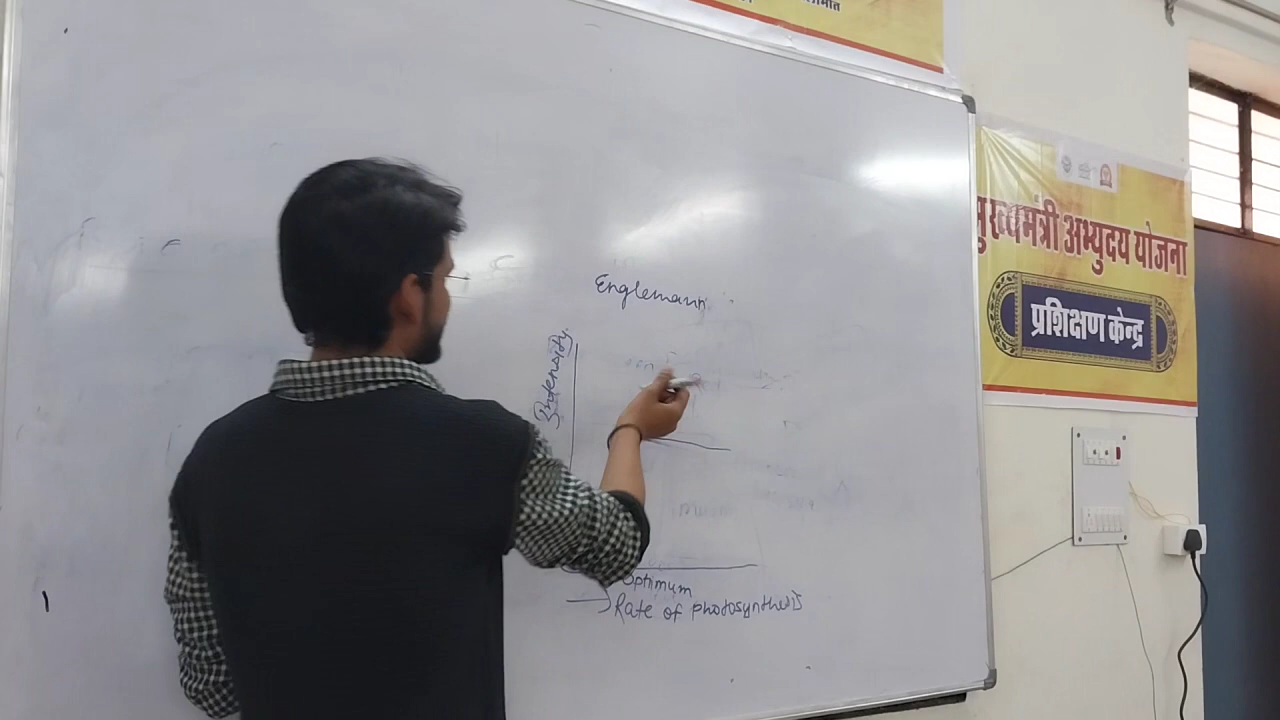 Englemann
Intensity.
Optimum
→ Rate of photosynthesis
मुख्यमंत्री अभ्युदय योजना
प्रशिक्षण केन्द्र